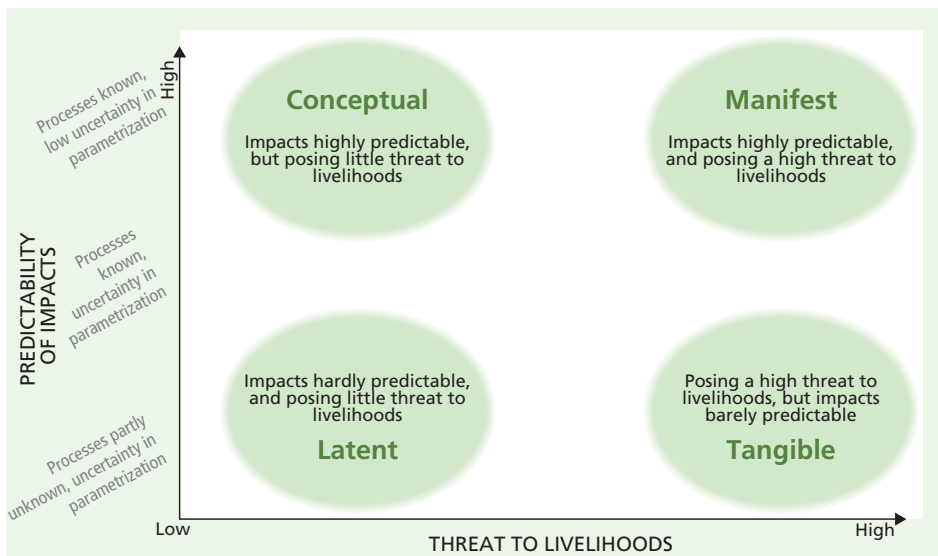 High
Processes known,
low uncertainty in
parametrization
Conceptual
Impacts highly predictable,
but posing little threat to
livelihoods
Manifest
Impacts highly predictable,
and posing a high threat to
livelihoods
PREDICTABILITY
OF IMPACTS
Processes
known,
uncertainty in
parametrization
Impacts hardly predictable,
and posing little threat to
livelihoods
Latent
Posing a high threat to
livelihoods, but impacts
barely predictable
Tangible
Processes partly
unknown, uncertainty in
parametrization
Low
High
THREAT TO LIVELIHOODS